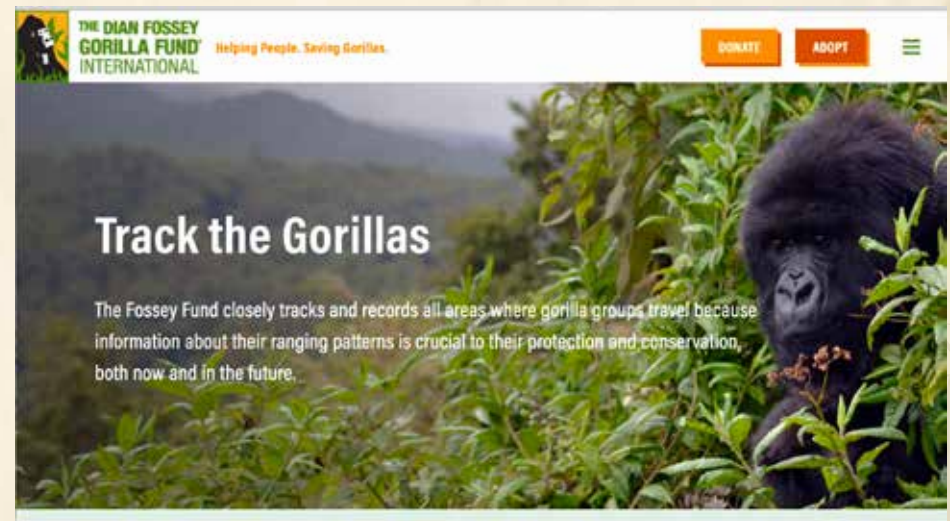 THE DIAN FOSSEY
GORILLA FUND
INTERNATIONAL
Helping People. Saving Gorillas.
DONATE
ADOPT
Track the Gorillas
The Fossey Fund closely tracks and records all areas where gorilla groups travel because
information about their ranging patterns is crucial to their protection and conservation,
both now and in the future.